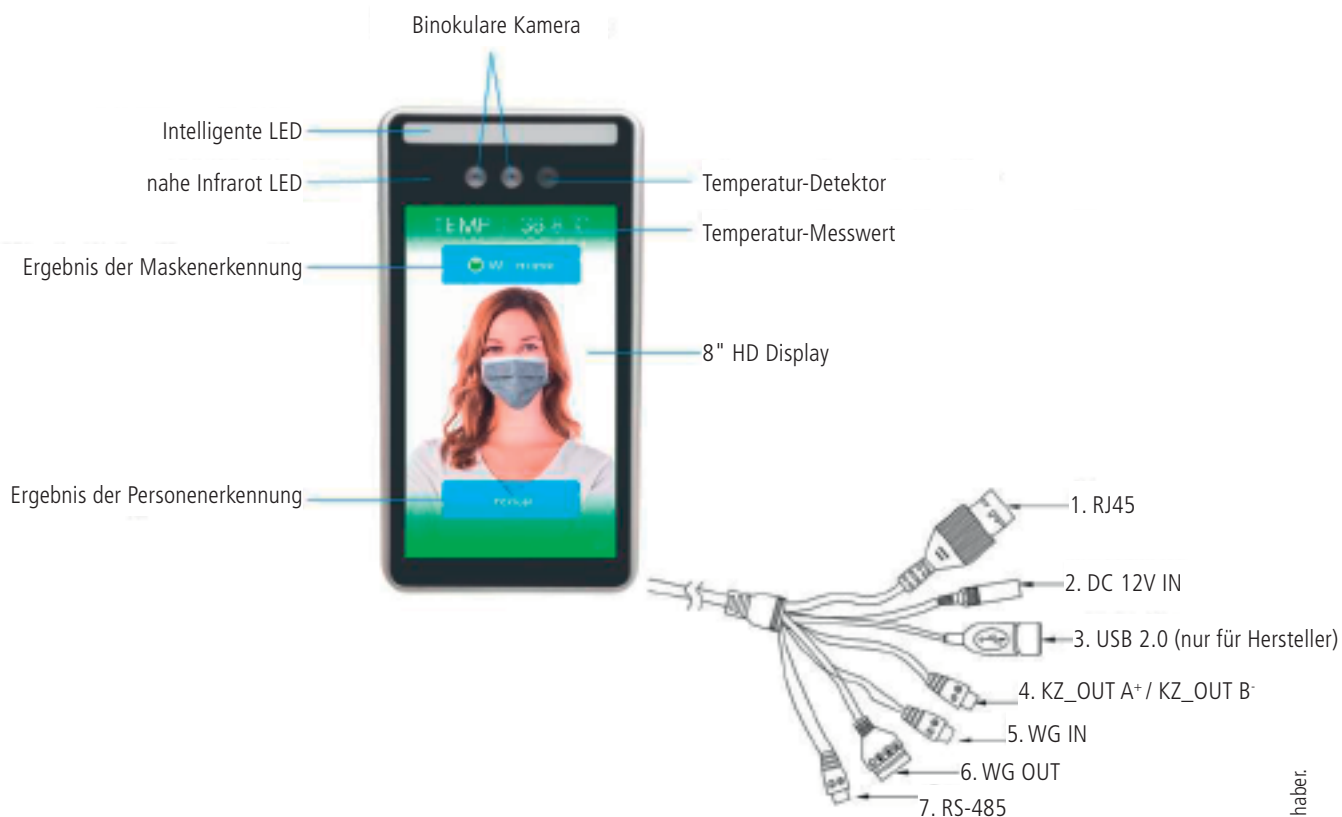 Binokulare Kamera
Intelligente LED
nahe Infrarot LED
Temperatur-Detektor
Temperatur-Messwert
Ergebnis der Maskenerkennung
8" HD Display
Ergebnis der Personenerkennung
1. RJ45
2. DC 12V IN
3. USB 2.0 (nur für Hersteller)
4. KZ_OUT A⁺ / KZ_OUT B⁻
5. WG IN
6. WG OUT
7. RS-485
haber.